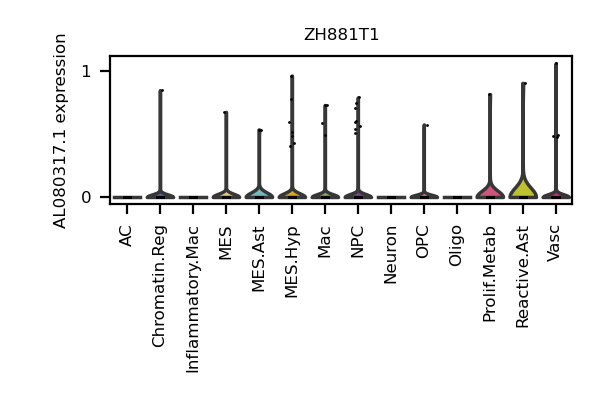 ZH881T1
AL080317.1 expression
1
0
AC
Chromatin.Reg
Inflammatory.Mac
MES
MES.Ast
MES.Hyp
Mac
NPC
Neuron
OPC
Oligo
Prolif.Metab
Reactive.Ast
Vasc